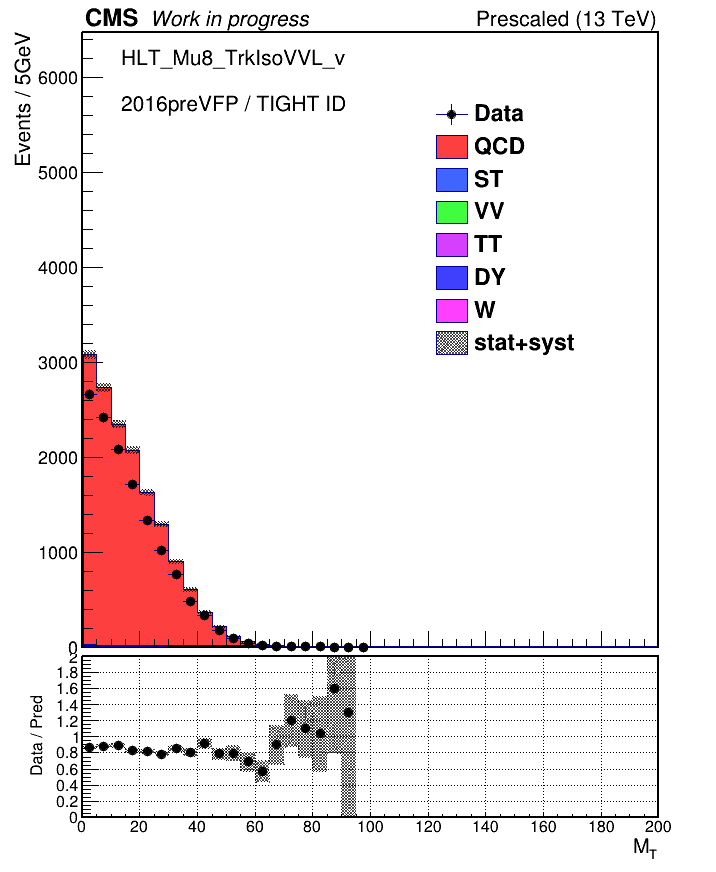 CMS Work in progress Prescaled (13 TeV)
Events / 5GeV
HLT_Mu8_TrkIsoVVL_v
2016preVFP / TIGHT ID
Data
QCD
ST
VV
TT
DY
W
stat+syst
6000
5000
4000
3000
2000
1000
0
Data / Pred
2
1.8
1.6
1.4
1.2
1
0.8
0.6
0.4
0.2
0
0 20 40 60 80 100 120 140 160 180 200
M_T